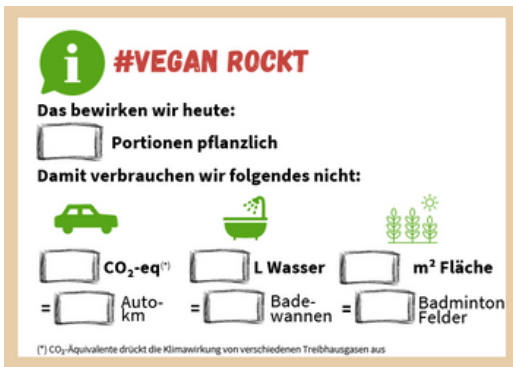 i #VEGAN ROCKT
Das bewirken wir heute:
Portionen pflanzlich
Damit verbrauchen wir folgendes nicht:
CO₂-eq(*) L Wasser m² Fläche
= Auto- = Bade- = Badminton
km wannen Felder
(*) CO₂-Äquivalente drückt die Klimawirkung von verschiedenen Treibhausgasen aus